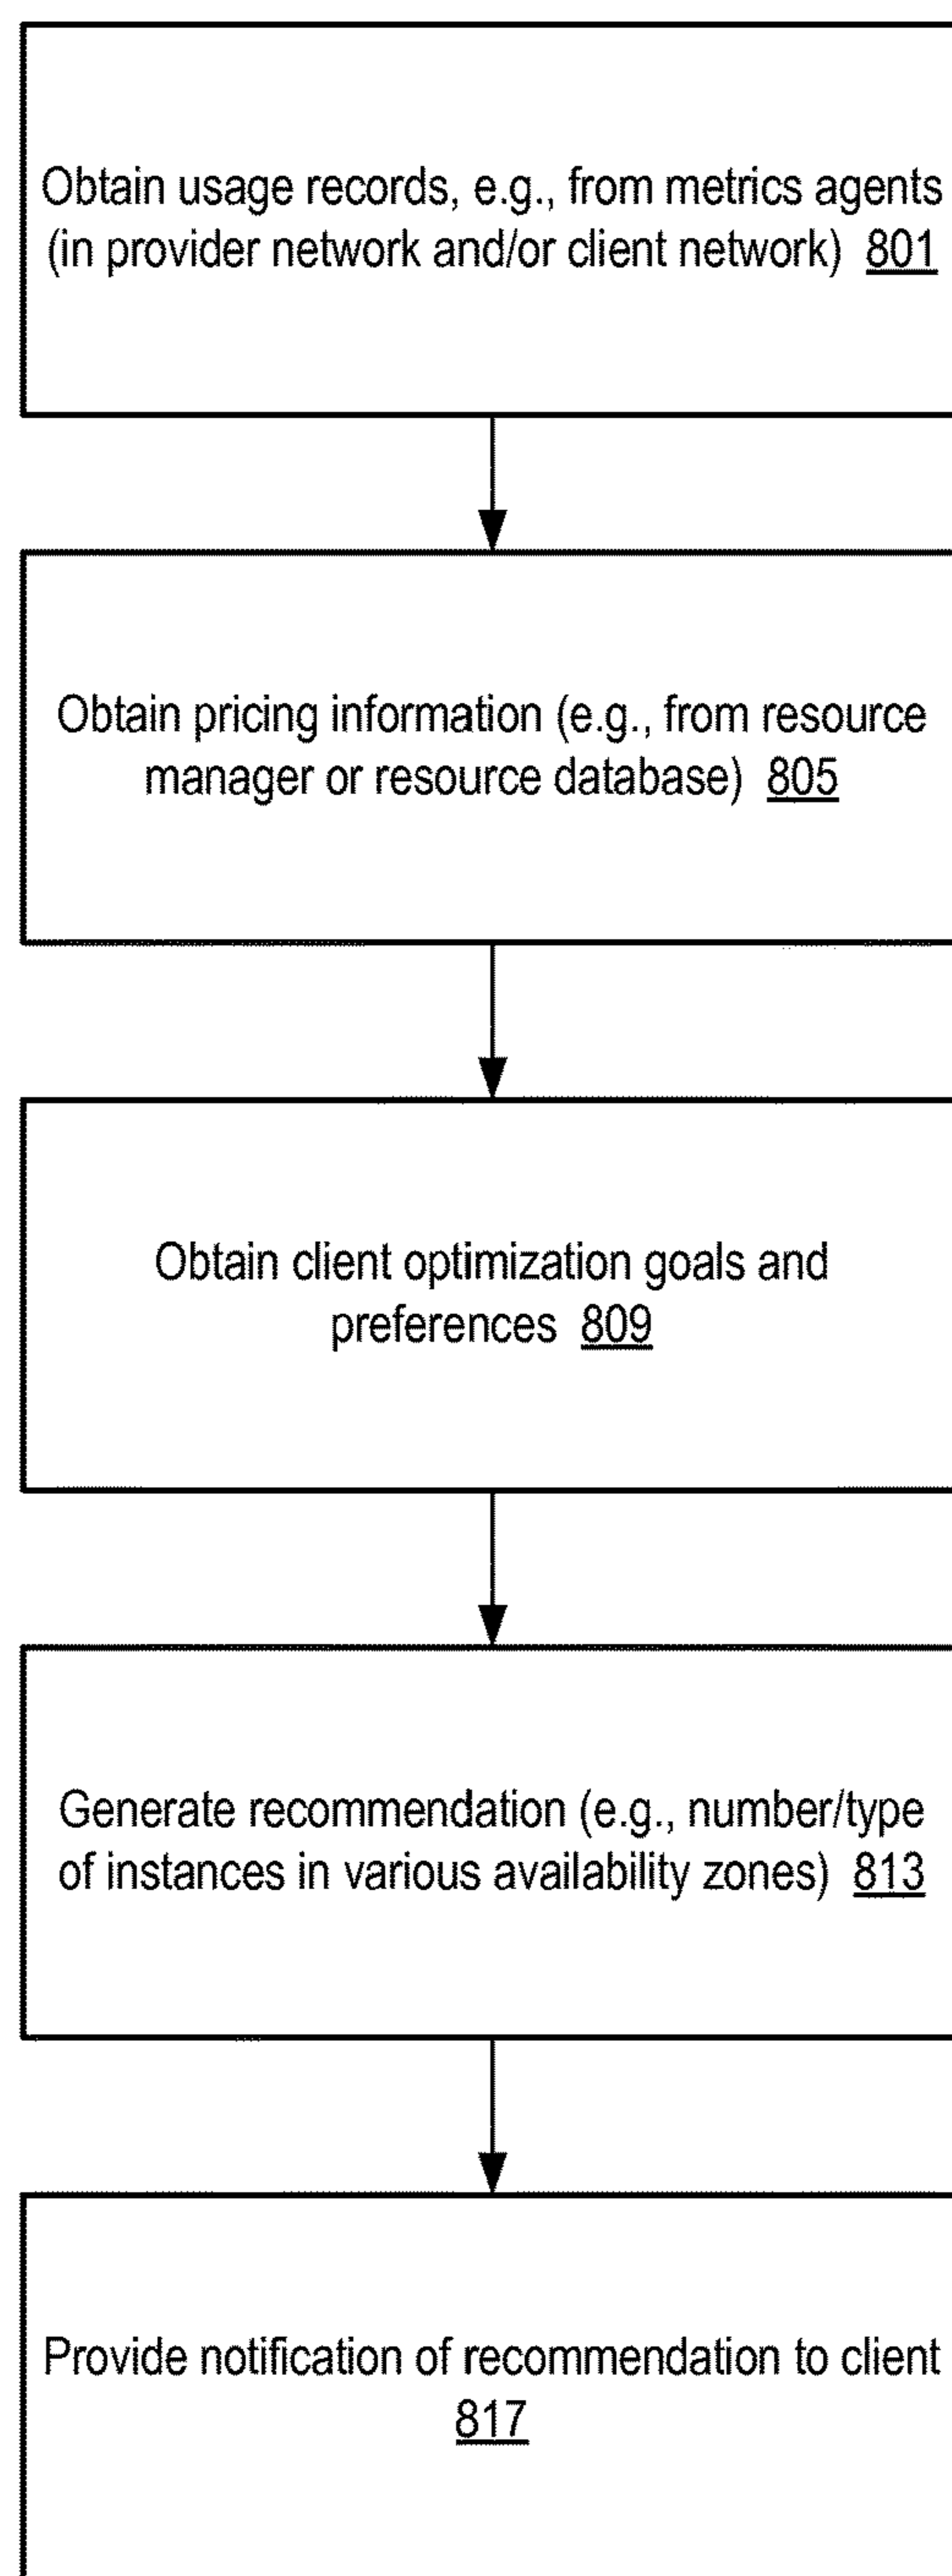 Obtain usage records, e.g., from metrics agents
(in provider network and/or client network) 801
Obtain pricing information (e.g., from resource
manager or resource database) 805
Obtain client optimization goals and
preferences 809
Generate recommendation (e.g., number/type
of instances in various availability zones) 813
Provide notification of recommendation to client
817